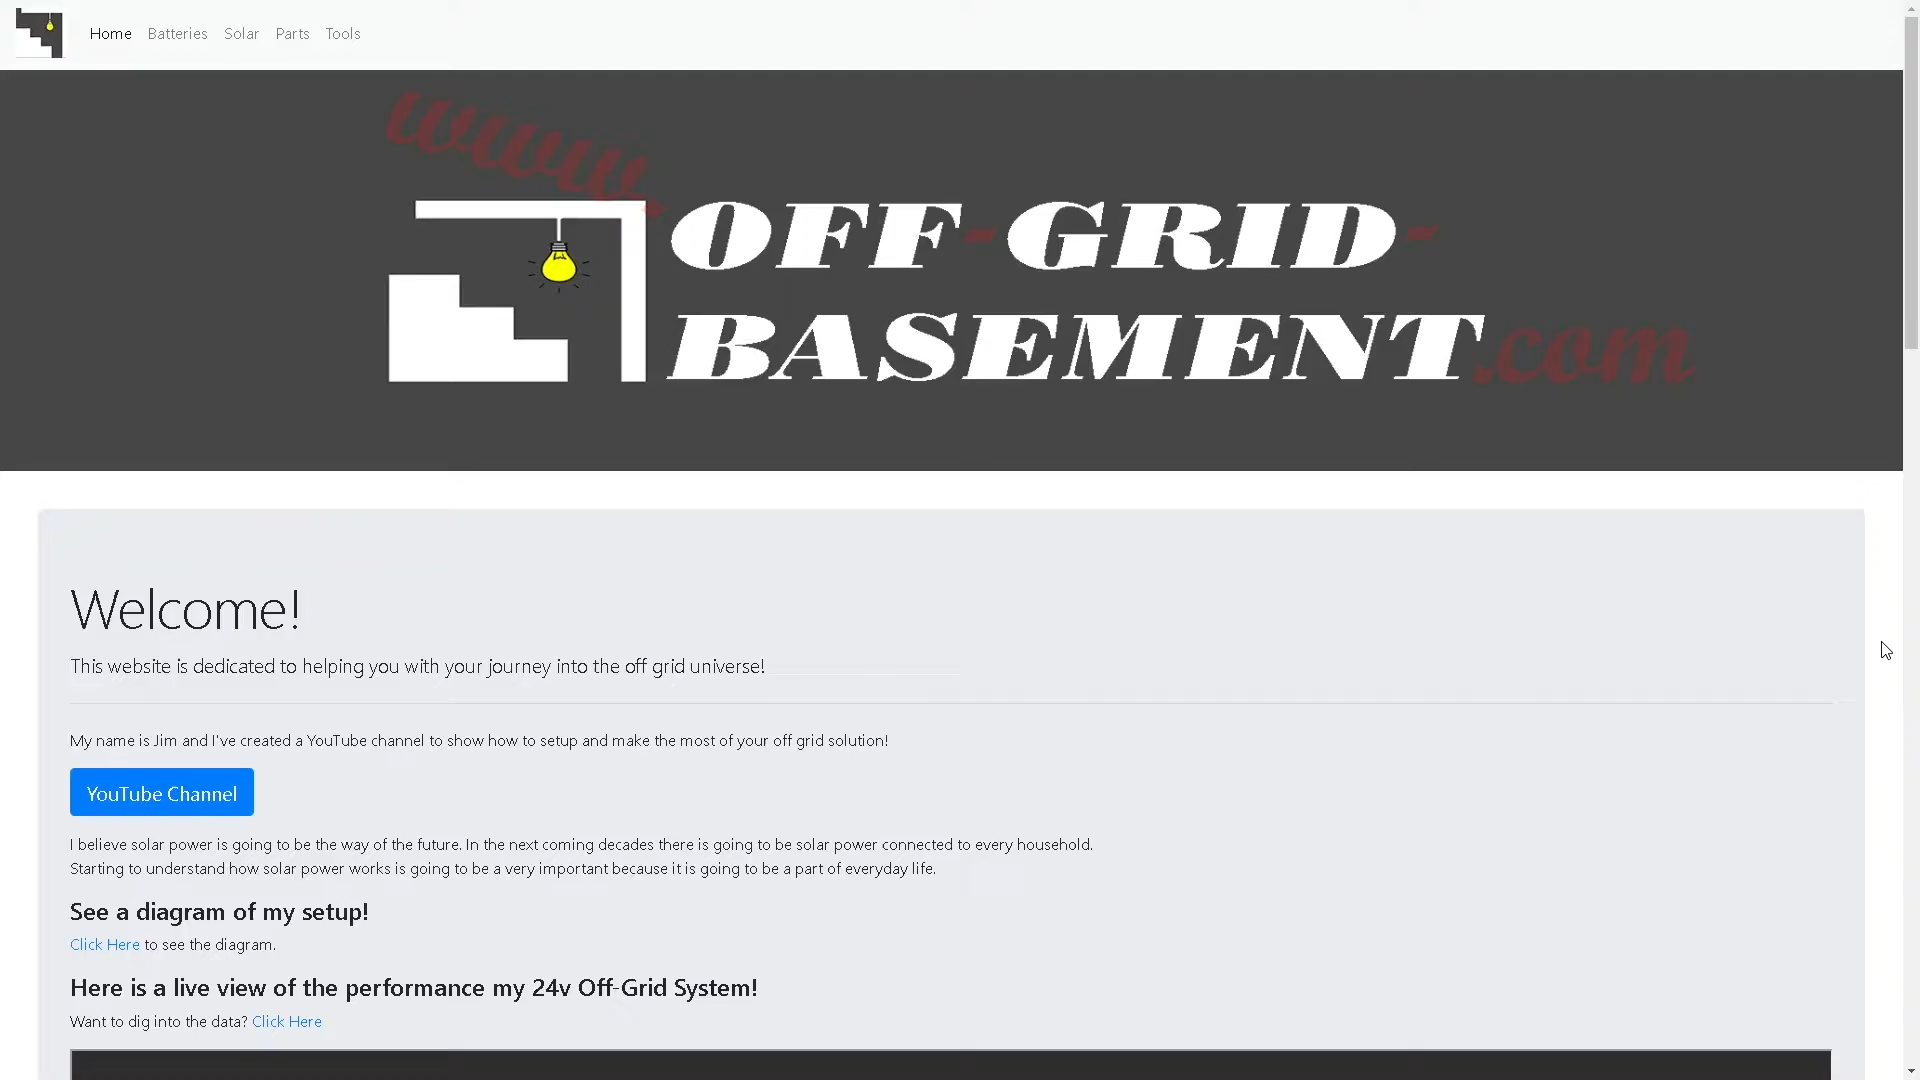 Home Batteries Solar Parts Tools
www.
OFF-GRID-
BASEMENT.com
Welcome!
This website is dedicated to helping you with your journey into the off grid universe!
My name is Jim and I've created a YouTube channel to show how to setup and make the most of your off grid solution!
YouTube Channel
I believe solar power is going to be the way of the future. In the next coming decades there is going to be solar power connected to every household.
Starting to understand how solar power works is going to be a very important because it is going to be a part of everyday life.
See a diagram of my setup!
Click Here to see the diagram.
Here is a live view of the performance my 24v Off-Grid System!
Want to dig into the data? Click Here